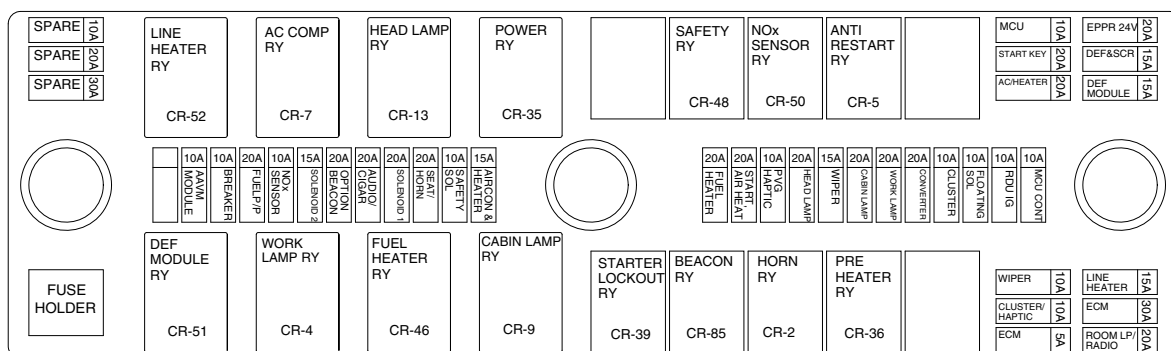 SPARE 10A
SPARE 20A
SPARE 30A
LINE
HEATER
RY
CR-52
AC COMP
RY
CR-7
HEAD LAMP
RY
CR-13
POWER
RY
CR-35
SAFETY
RY
CR-48
NOx
SENSOR
RY
CR-50
ANTI
RESTART
RY
CR-5
MCU 10A
START KEY 20A
AC/HEATER 20A
EPPR 24V 20A
DEF&SCR 15A
DEF
MODULE 15A
10A AAVM
MODULE
10A BREAKER
20A FUELP/P
10A NOx
SENSOR
15A SOLENOID 2
20A OPTION
BEACON
20A AUDIO/
CIGAR
20A SOLENOID 1
20A SEAT/
HORN
10A SAFETY
SOL
15A AIRCON &
HEATER
20A FUEL
HEATER
20A START,
AIR HEAT
10A PVG
HAPTIC
20A HEAD LAMP
15A WIPER
20A CABIN LAMP
20A WORK LAMP
20A CONVERTER
10A CLUSTER
10A FLOATING
SOL
10A RDU IG
10A MCU CONT
FUSE
HOLDER
DEF
MODULE
RY
CR-51
WORK
LAMP RY
CR-4
FUEL
HEATER
RY
CR-46
CABIN LAMP
RY
CR-9
STARTER
LOCKOUT
RY
CR-39
BEACON
RY
CR-85
HORN
RY
CR-2
PRE
HEATER
RY
CR-36
WIPER 10A
CLUSTER/
HAPTIC 10A
ECM 5A
LINE
HEATER 15A
ECM 30A
ROOM LP/
RADIO 20A